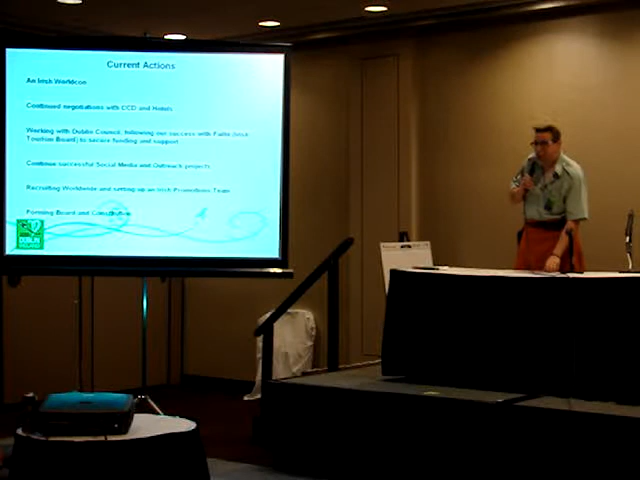 Current Actions
An Irish Worldcon
Continued negotiations with CCD and Hotels
Working with Dublin Council, following our success with Failte (Irish
Tourism Board) to secure funding and support
Continue successful Social Media and Outreach projects
Recruiting Worldwide and setting up an Irish Promotions Team
Forming Board and Constitution
DUBLIN